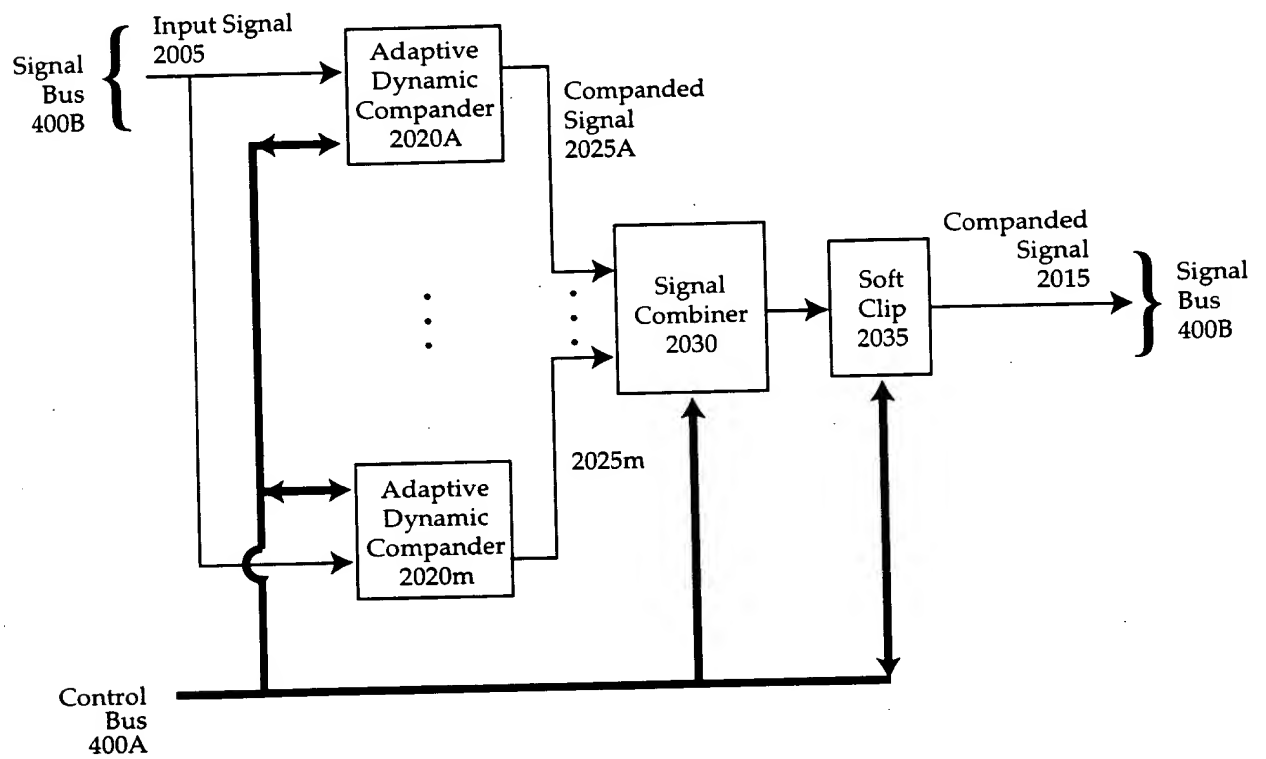 Input Signal
2005
Signal
Bus
400B
Adaptive
Dynamic
Compander
2020A
Companded
Signal
2025A
Signal
Combiner
2030
Soft
Clip
2035
Companded
Signal
2015
Signal
Bus
400B
2025m
Adaptive
Dynamic
Compander
2020m
Control
Bus
400A